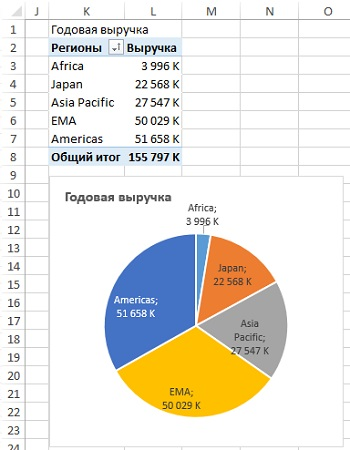 J K L M N O
1 Годовая выручка
2 Регионы Выручка
3 Africa 3 996 K
4 Japan 22 568 K
5 Asia Pacific 27 547 K
6 EMA 50 029 K
7 Americas 51 658 K
8 Общий итог 155 797 K
9
10 Годовая выручка
11 Africa;
12 3 996 K
13
14 Japan;
15 22 568 K
16 Americas;
17 51 658 K
18 Asia
19 Pacific;
20 27 547 K
21 EMA;
22 50 029 K
23
24